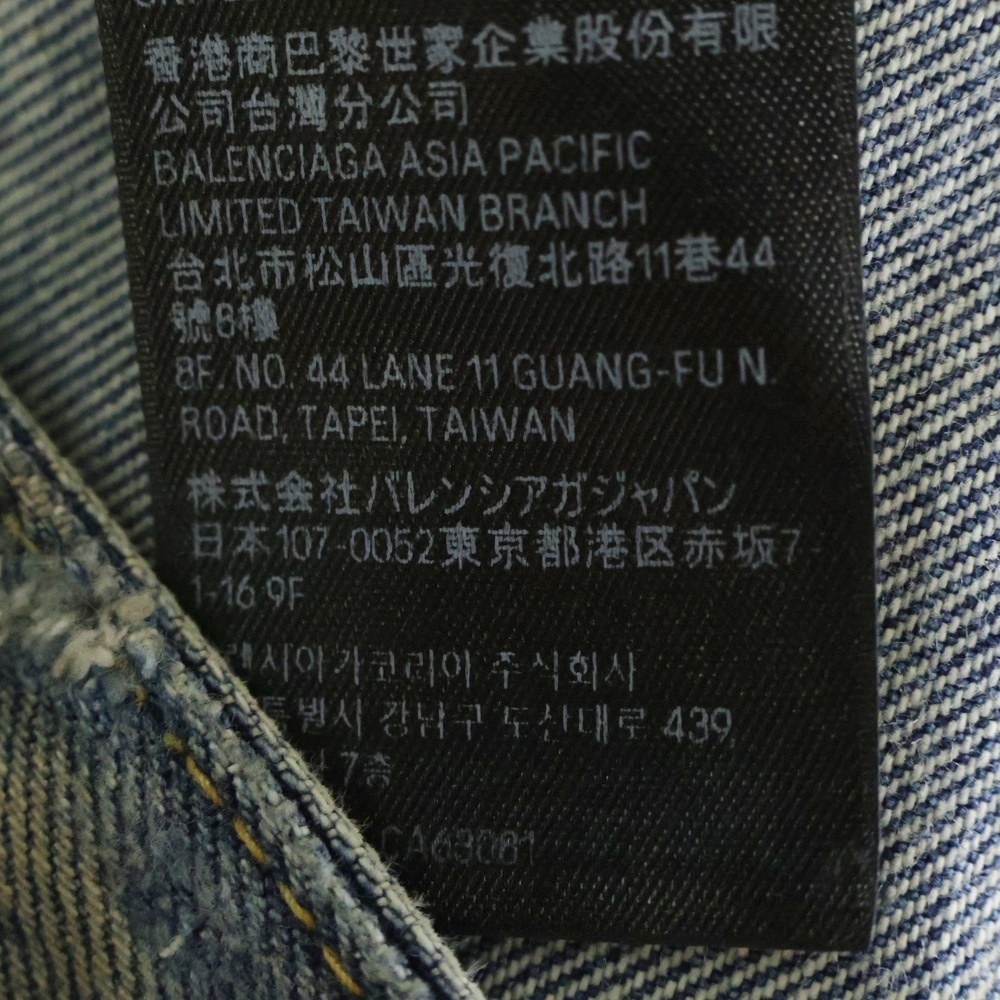 香港商巴黎世家企業股份有限
公司台灣分公司
BALENCIAGA ASIA PACIFIC
LIMITED TAIWAN BRANCH
台北市松山區光復北路11巷44
號8樓
8F. NO. 44 LANE 11 GUANG-FU N.
ROAD, TAPEI, TAIWAN
株式会社バレンシアガジャパン
日本107-0052東京都港区赤坂7-
1-16 9F
시아가코리아 주식회사
특별시 강남구 도산대로 439,
7층
CA63081